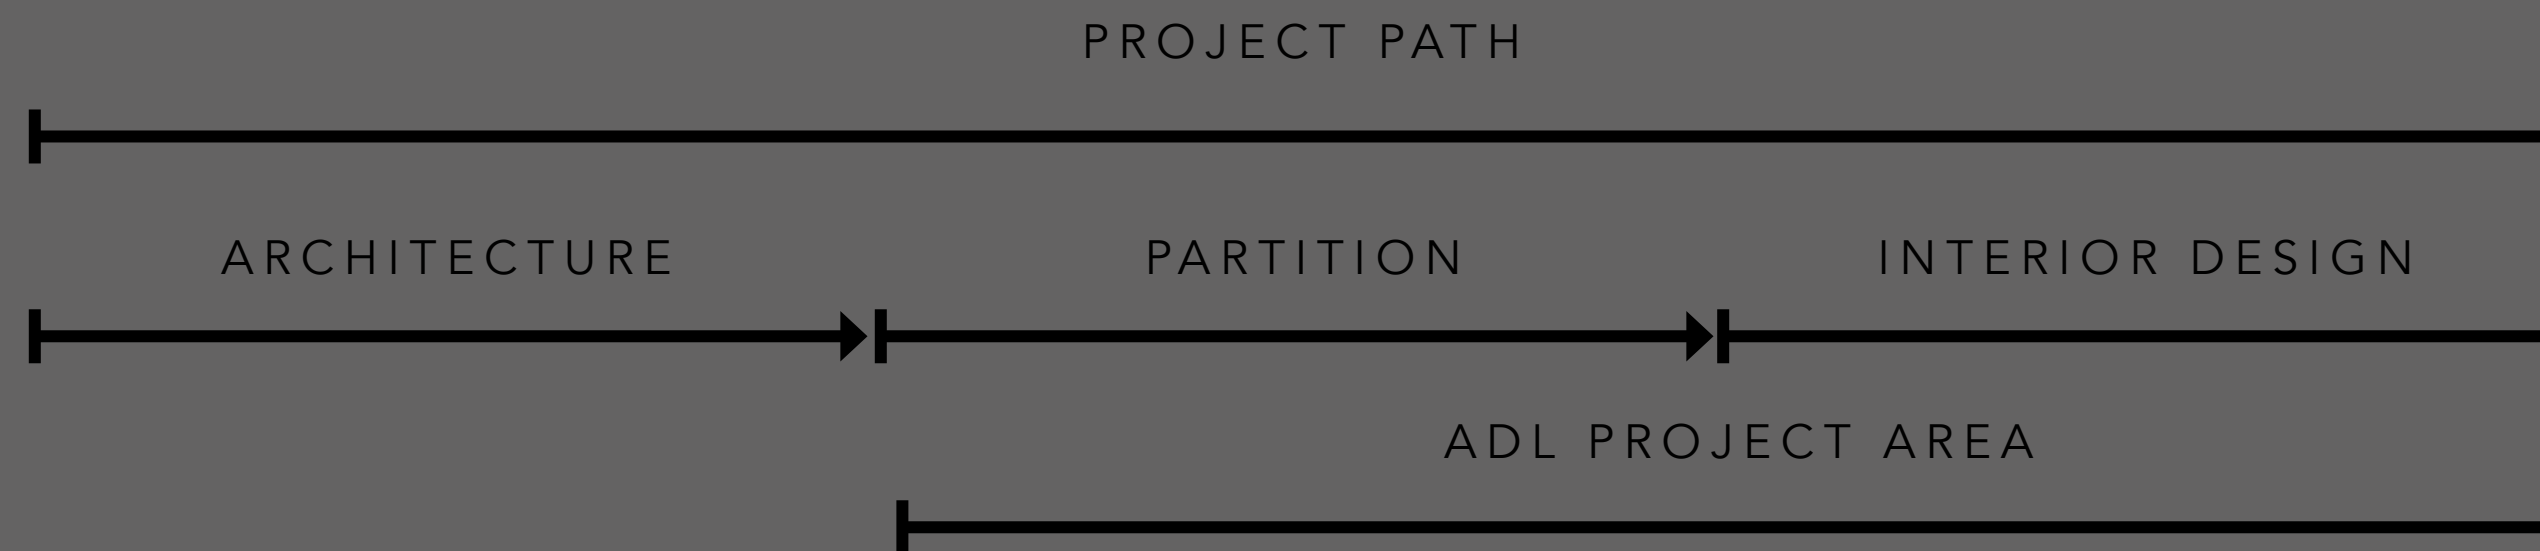 PROJECT PATH
ARCHITECTURE
PARTITION
INTERIOR DESIGN
ADL PROJECT AREA